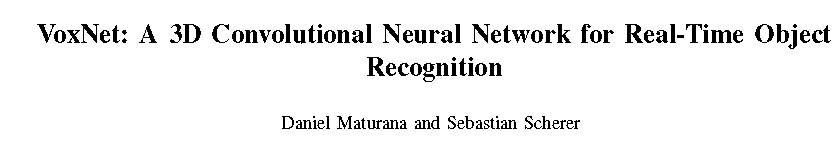 VoxNet: A 3D Convolutional Neural Network for Real-Time Object
Recognition
Daniel Maturana and Sebastian Scherer